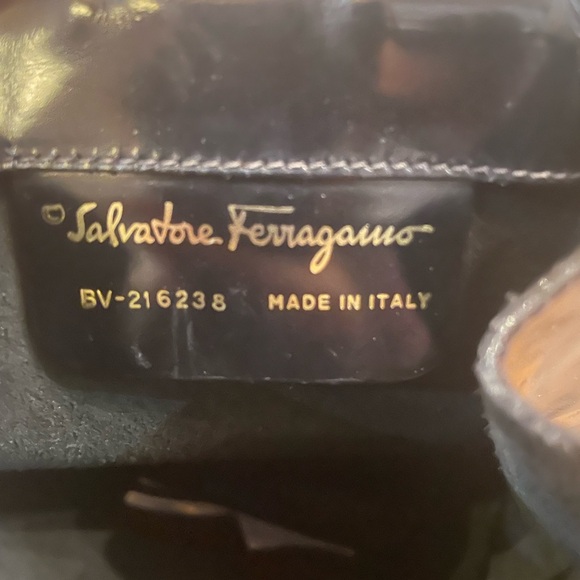 © Salvatore Ferragamo
BV-216238 MADE IN ITALY